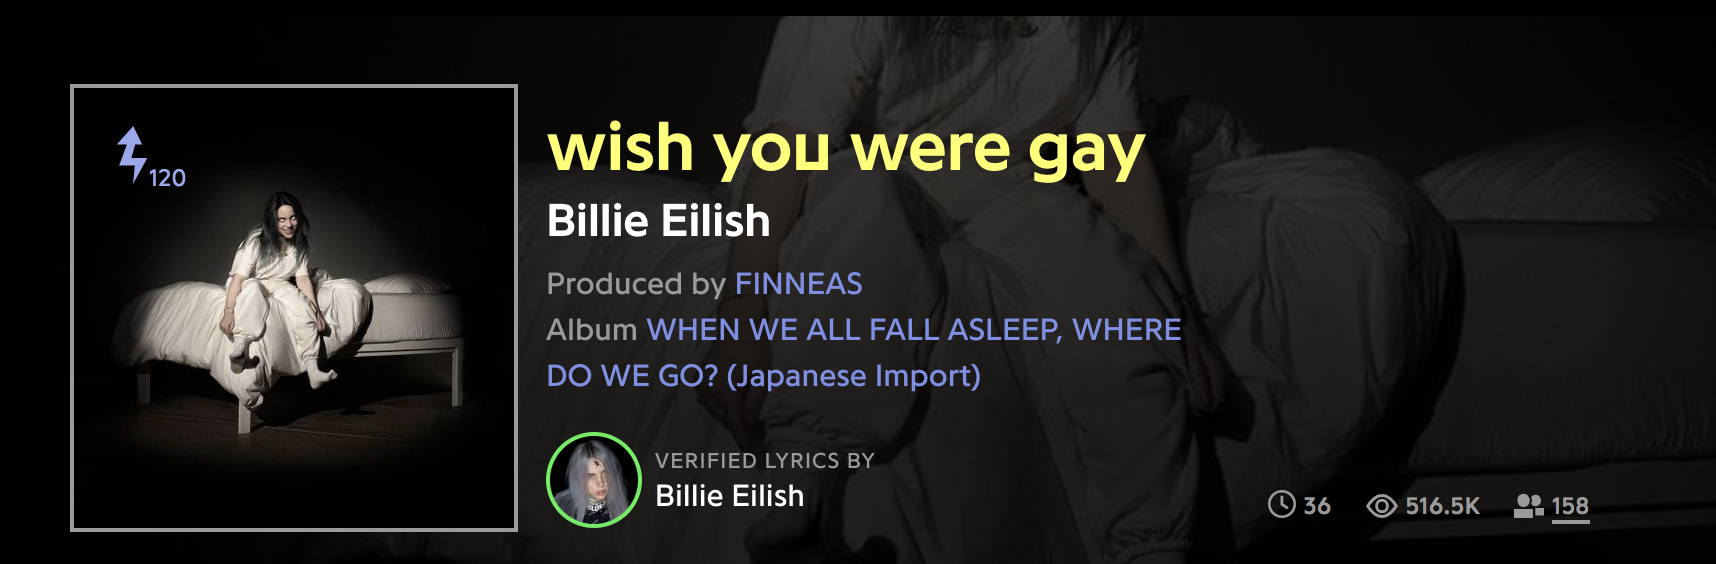 120
wish you were gay
Billie Eilish
Produced by FINNEAS
Album WHEN WE ALL FALL ASLEEP, WHERE
DO WE GO? (Japanese Import)
VERIFIED LYRICS BY
Billie Eilish
36 516.5K 158